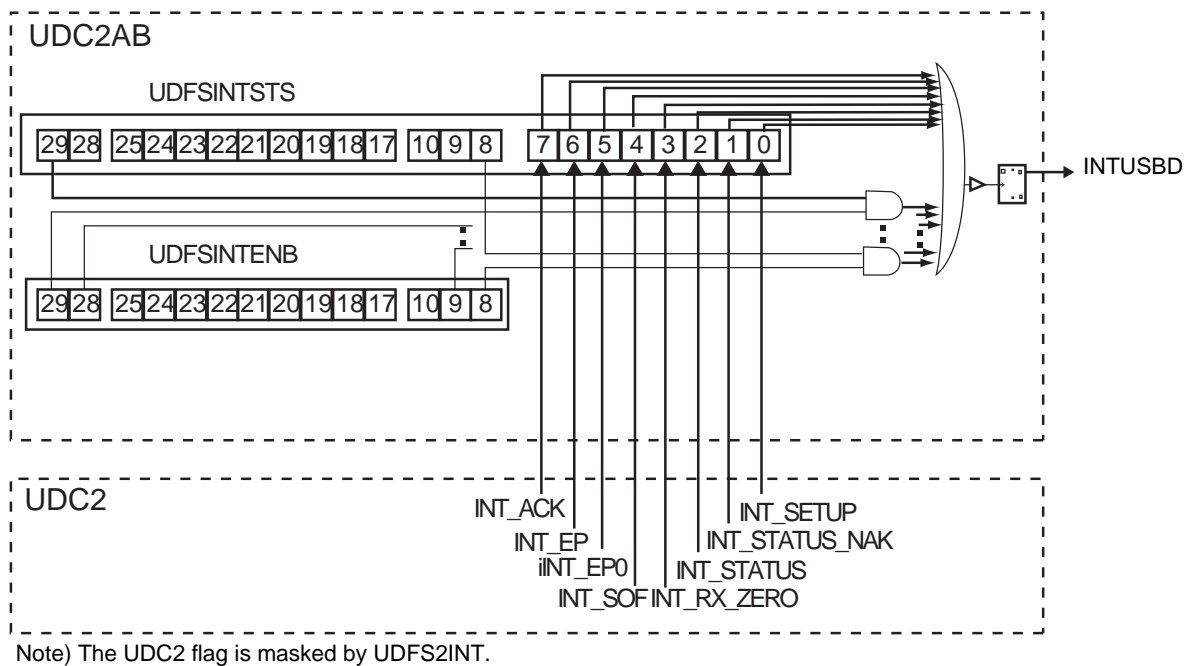 UDC2AB
UDFSINTSTS
29 28 25 24 23 22 21 20 19 18 17 10 9 8 7 6 5 4 3 2 1 0
INTUSBD
UDFSINTENB
29 28 25 24 23 22 21 20 19 18 17 10 9 8
UDC2
INT_ACK
INT_SETUP
INT_EP
INT_STATUS_NAK
iINT_EP0
INT_STATUS
INT_SOF INT_RX_ZERO
Note) The UDC2 flag is masked by UDFS2INT.